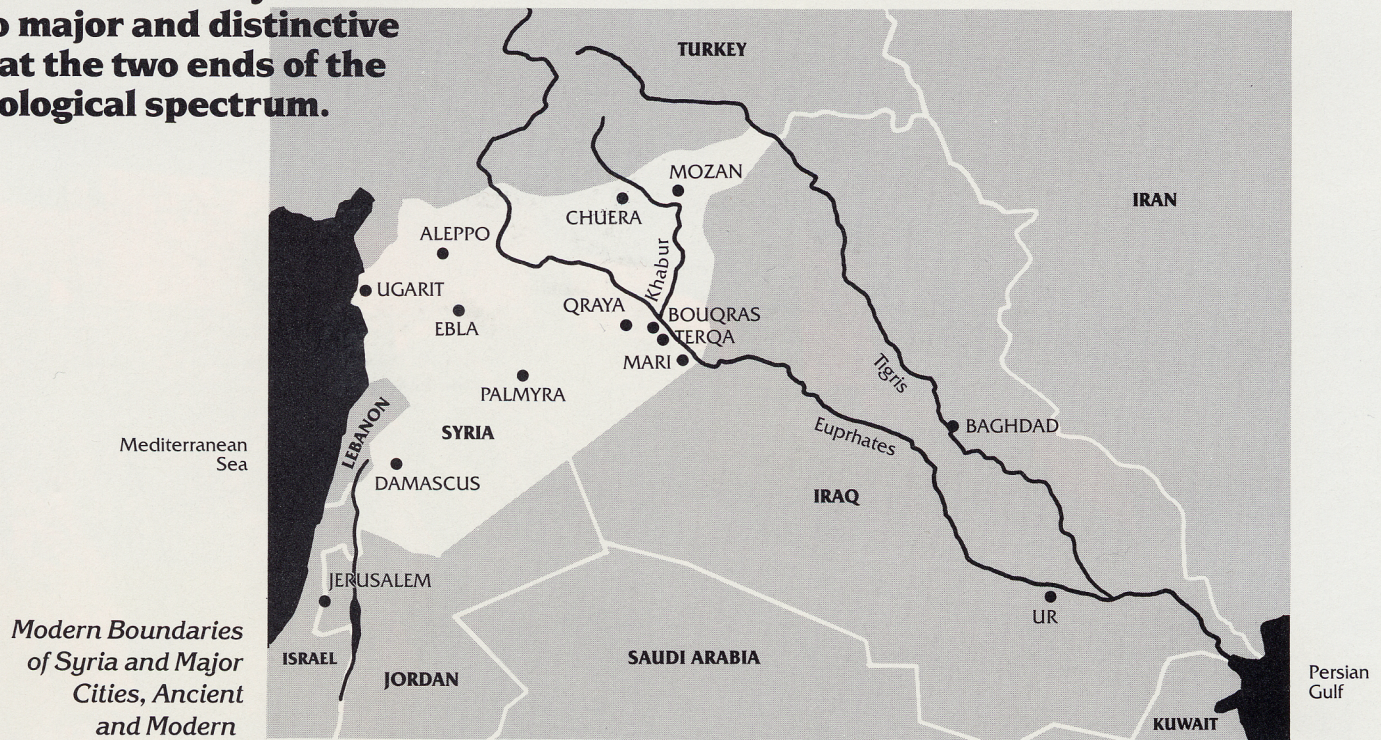 major and distinctive
at the two ends of the
ological spectrum.
TURKEY
MOZAN
IRAN
CHUERA
ALEPPO
Khabur
UGARIT
QRAYA
BOUQRAS
EBLA
TERQA
MARI
Tigris
PALMYRA
LEBANON
BAGHDAD
SYRIA
Euprhates
Mediterranean
Sea
DAMASCUS
IRAQ
JERUSALEM
UR
Modern Boundaries
of Syria and Major
Cities, Ancient
and Modern
ISRAEL
SAUDI ARABIA
JORDAN
Persian
Gulf
KUWAIT